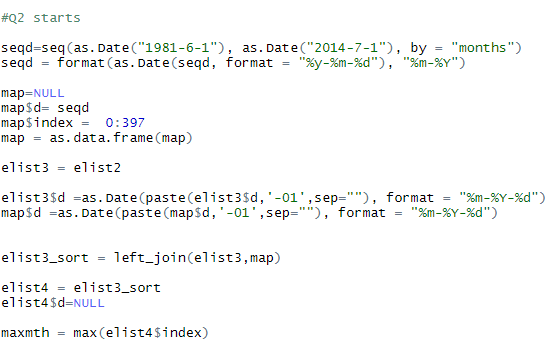 #Q2 starts
seqd=seq(as.Date("1981-6-1"), as.Date("2014-7-1"), by = "months")
seqd = format(as.Date(seqd, format = "%y-%m-%d"), "%m-%Y")
map=NULL
map$d= seqd
map$index =  0:397
map = as.data.frame(map)
elist3 = elist2
elist3$d =as.Date(paste(elist3$d,'-01',sep=""), format = "%m-%Y-%d")
map$d =as.Date(paste(map$d,'-01',sep=""), format = "%m-%Y-%d")
elist3_sort = left_join(elist3,map)
elist4 = elist3_sort
elist4$d=NULL
maxmth = max(elist4$index)